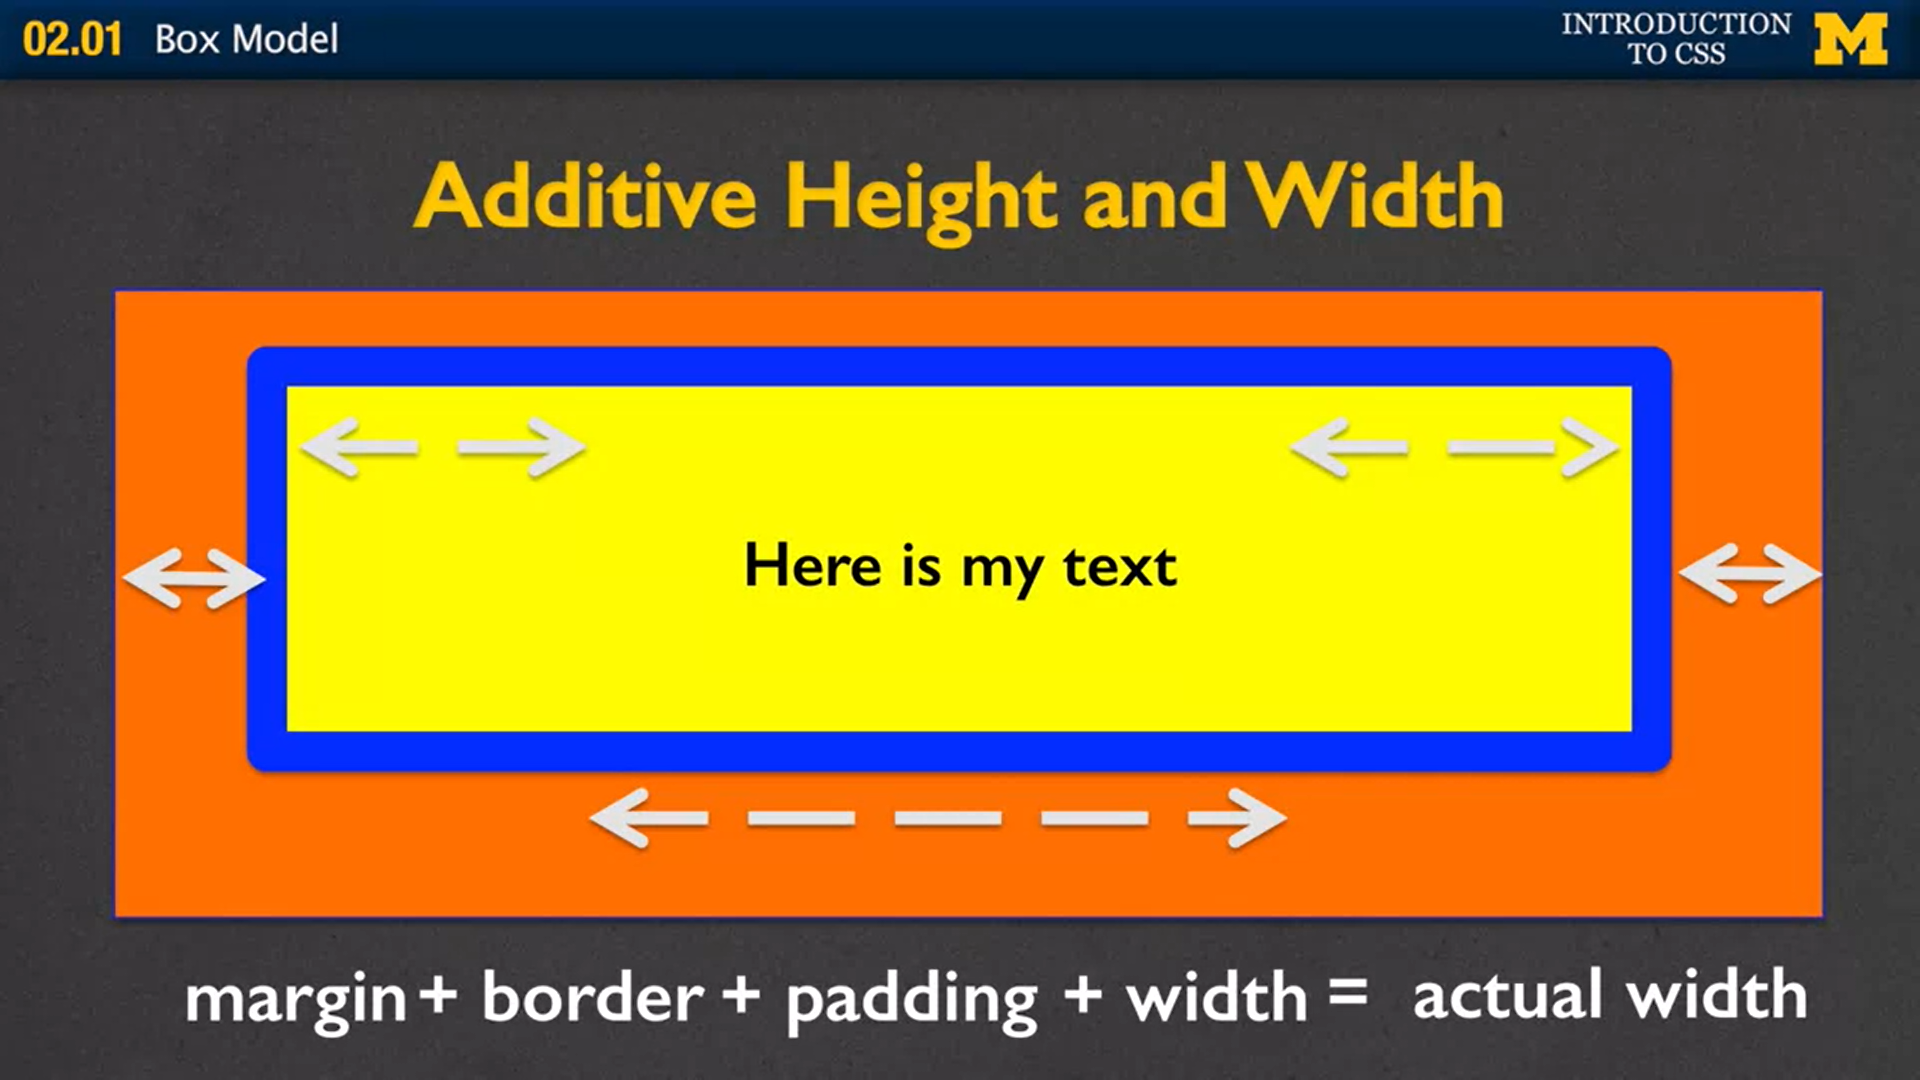 02.01 Box Model
INTRODUCTION
TO CSS
M
Additive Height and Width
Here is my text
margin + border + padding + width = actual width